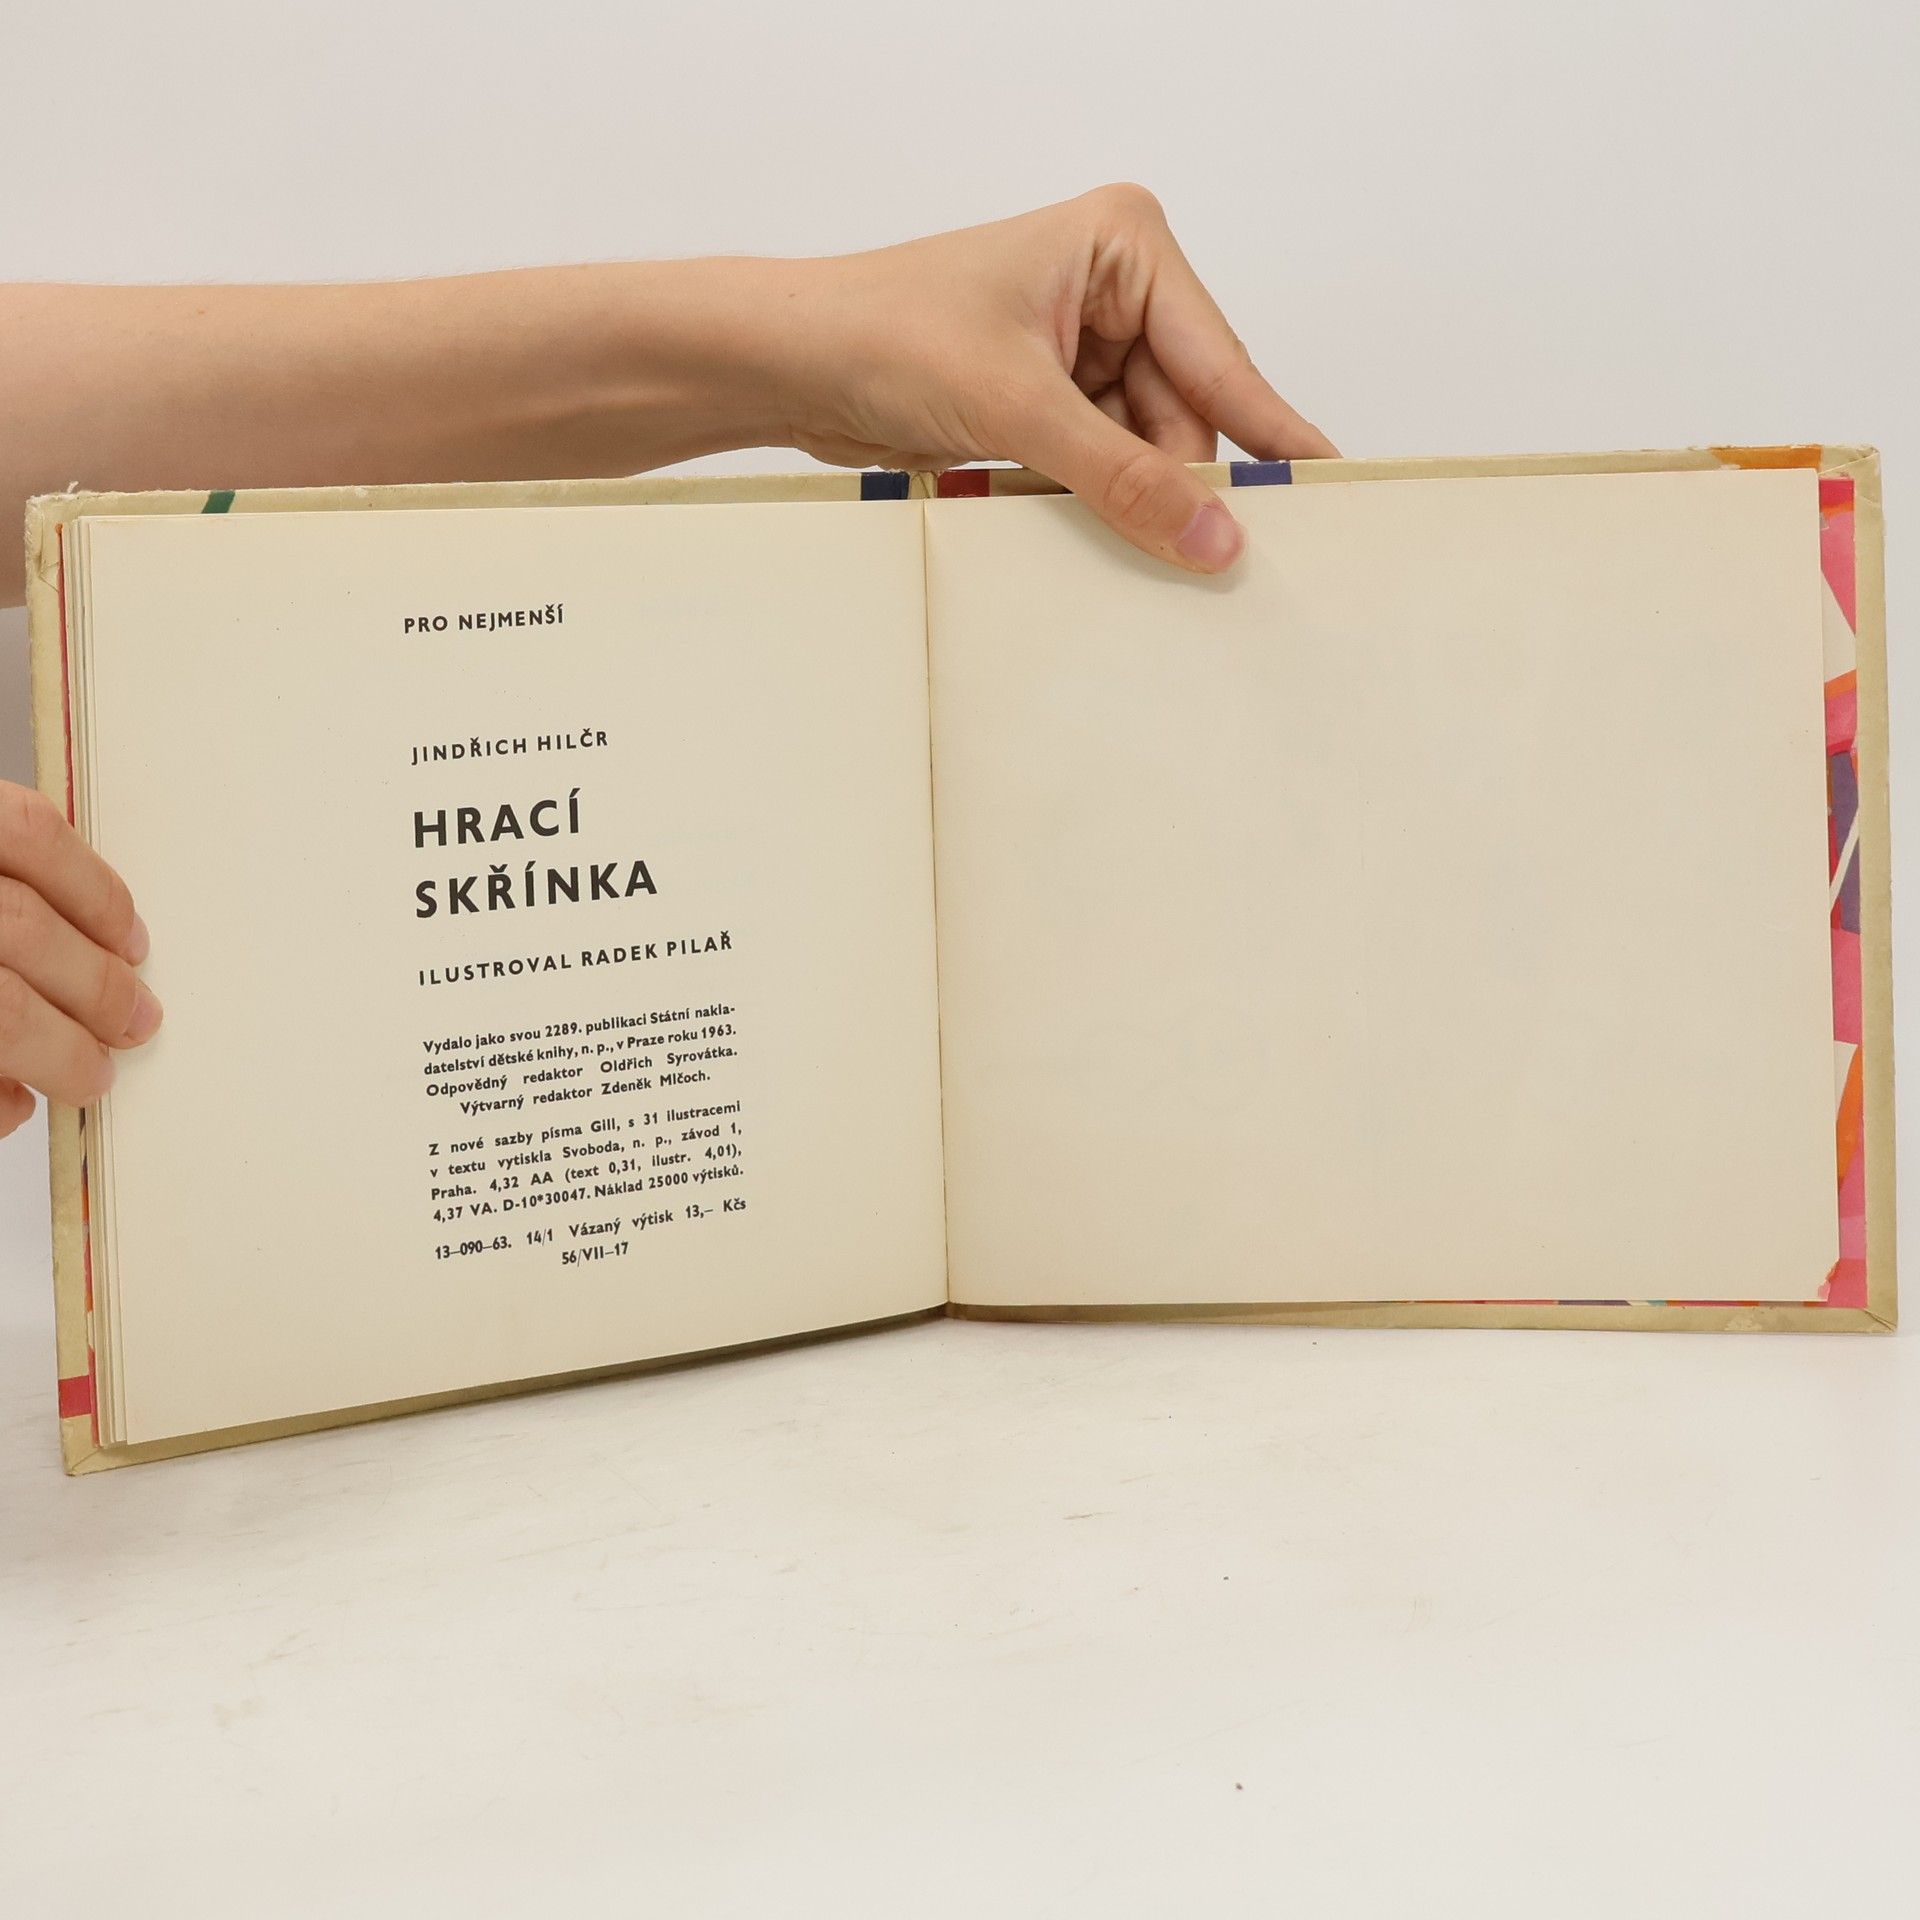 PRO NEJMENŠÍ
JINDŘICH HILČR
HRACÍ
SKŘÍNKA
ILUSTROVAL RADEK PILAŘ
Vydalo jako svou 2289. publikaci Státní nakla-
datelství dětské knihy, n. p., v Praze roku 1963.
Odpovědný redaktor Oldřich Syrovátka.
Výtvarný redaktor Zdeněk Mlčoch.
Z nové sazby písma Gill, s 31 ilustracemi
v textu vytiskla Svoboda, n. p., závod 1,
Praha. 4,32 AA (text 0,31, ilustr. 4,01),
4,37 VA. D-10*30047. Náklad 25000 výtisků.
13–090–63. 14/1 Vázaný výtisk 13,– Kčs
56/VII–17